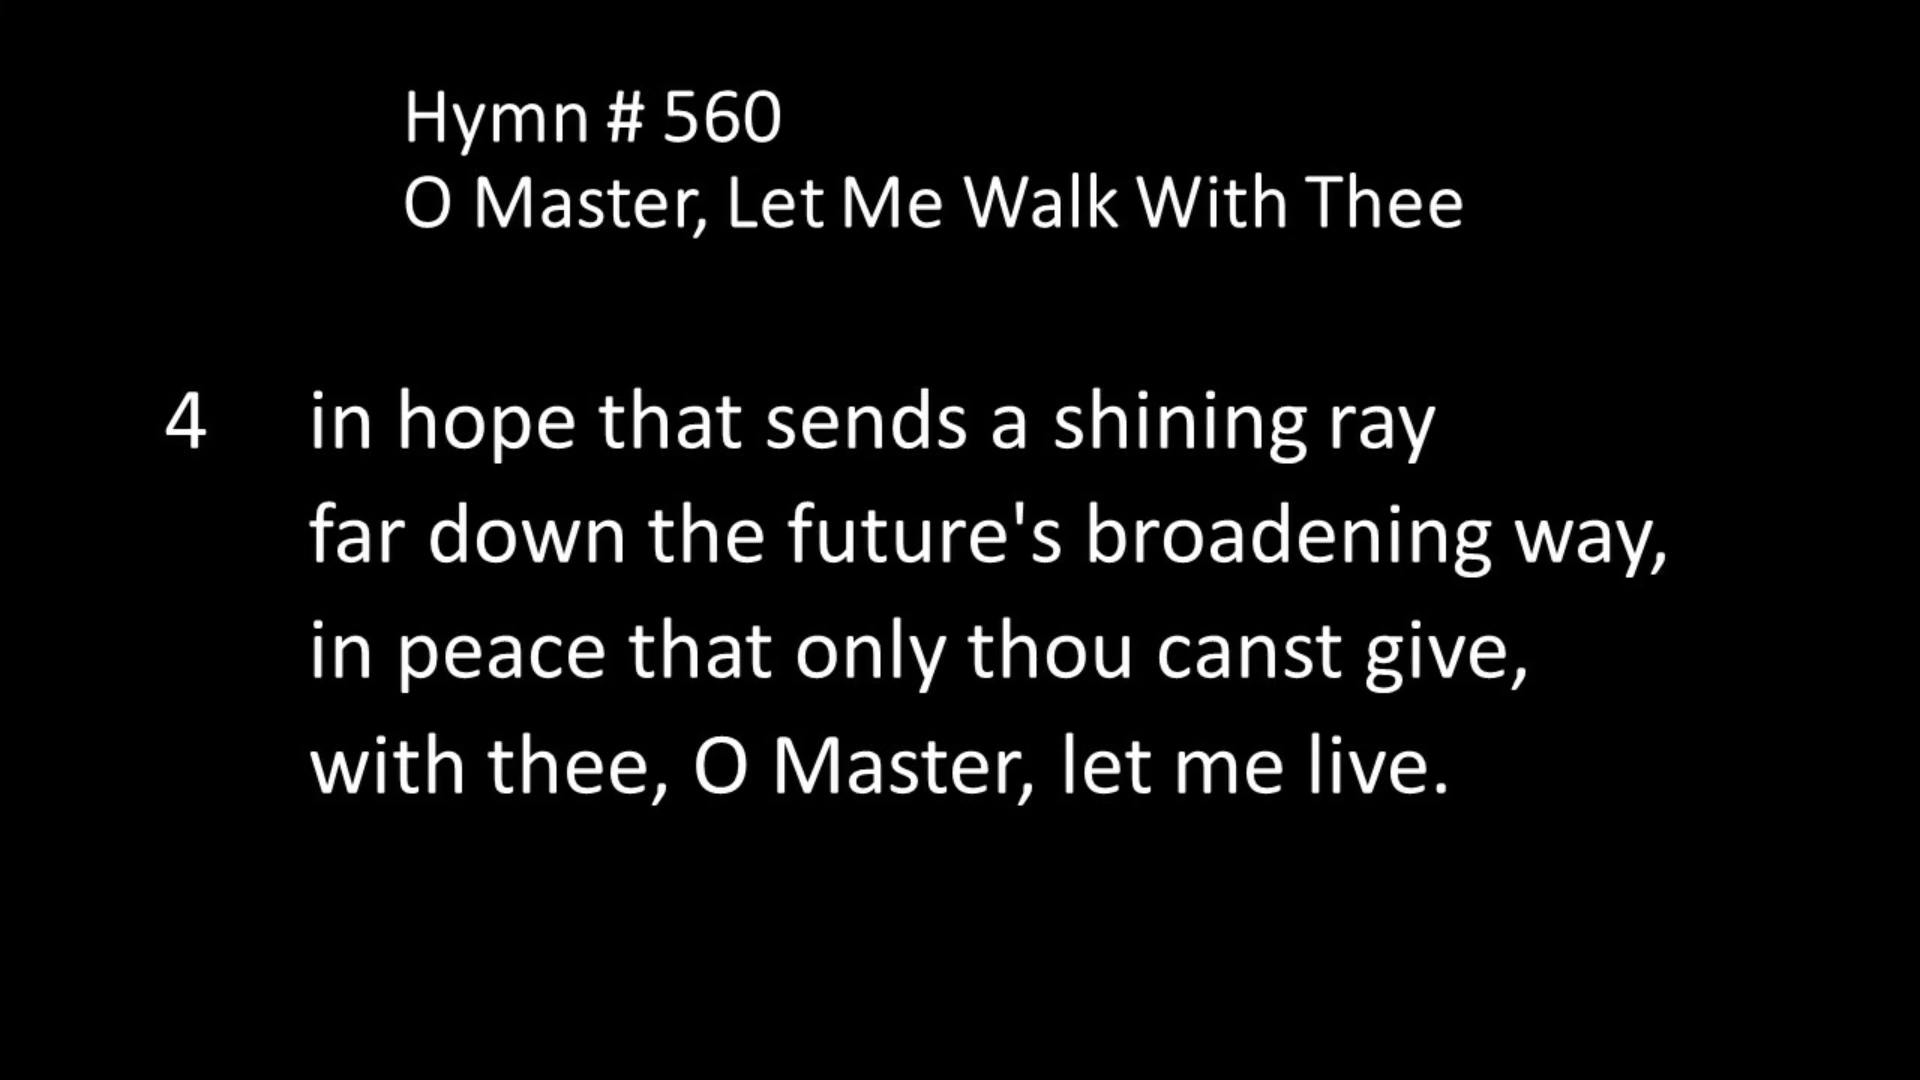 Hymn # 560
O Master, Let Me Walk With Thee
4 in hope that sends a shining ray
far down the future's broadening way,
in peace that only thou canst give,
with thee, O Master, let me live.